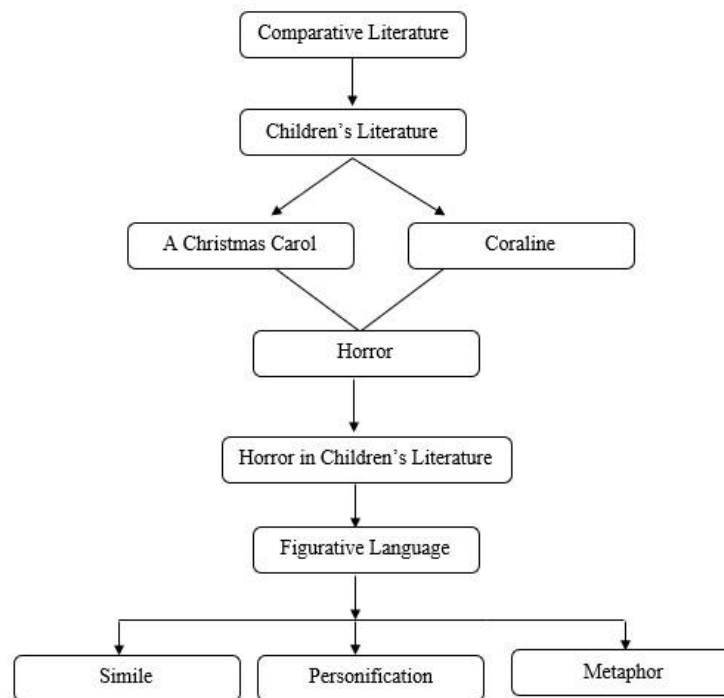 Comparative Literature
Children’s Literature
A Christmas Carol
Coraline
Horror
Horror in Children’s Literature
Figurative Language
Simile
Personification
Metaphor